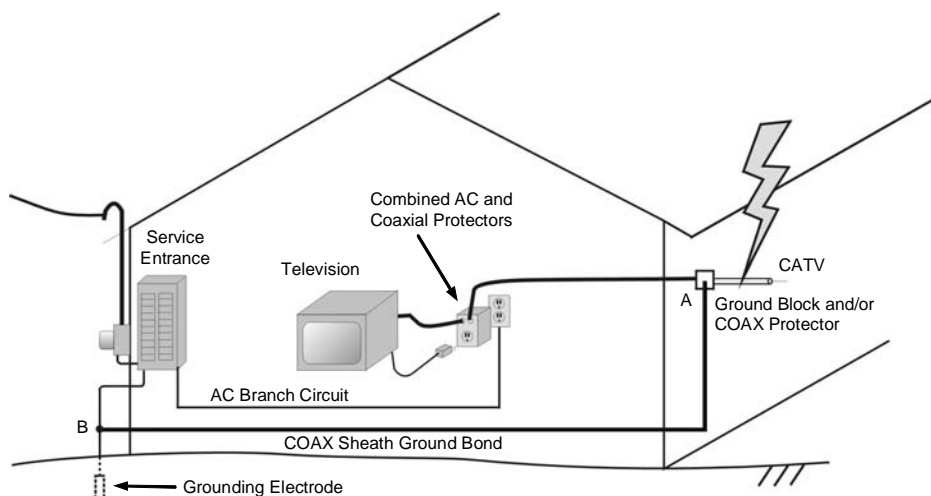 Combined AC and
Coaxial Protectors
Service
Entrance
Television
CATV
A
Ground Block and/or
COAX Protector
AC Branch Circuit
B
COAX Sheath Ground Bond
Grounding Electrode